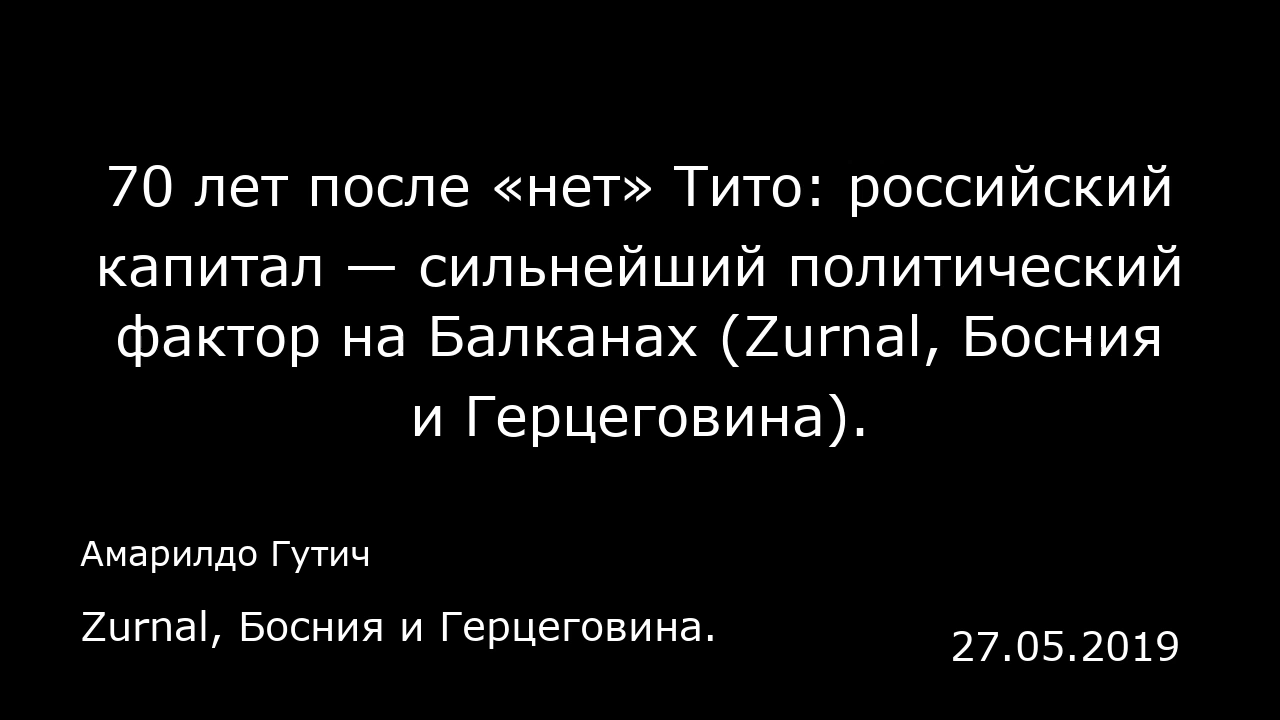 70 лет после «нет» Тито: российский
капитал — сильнейший политический
фактор на Балканах (Zurnal, Босния
и Герцеговина).
Амарилдо Гутич
Zurnal, Босния и Герцеговина.
27.05.2019